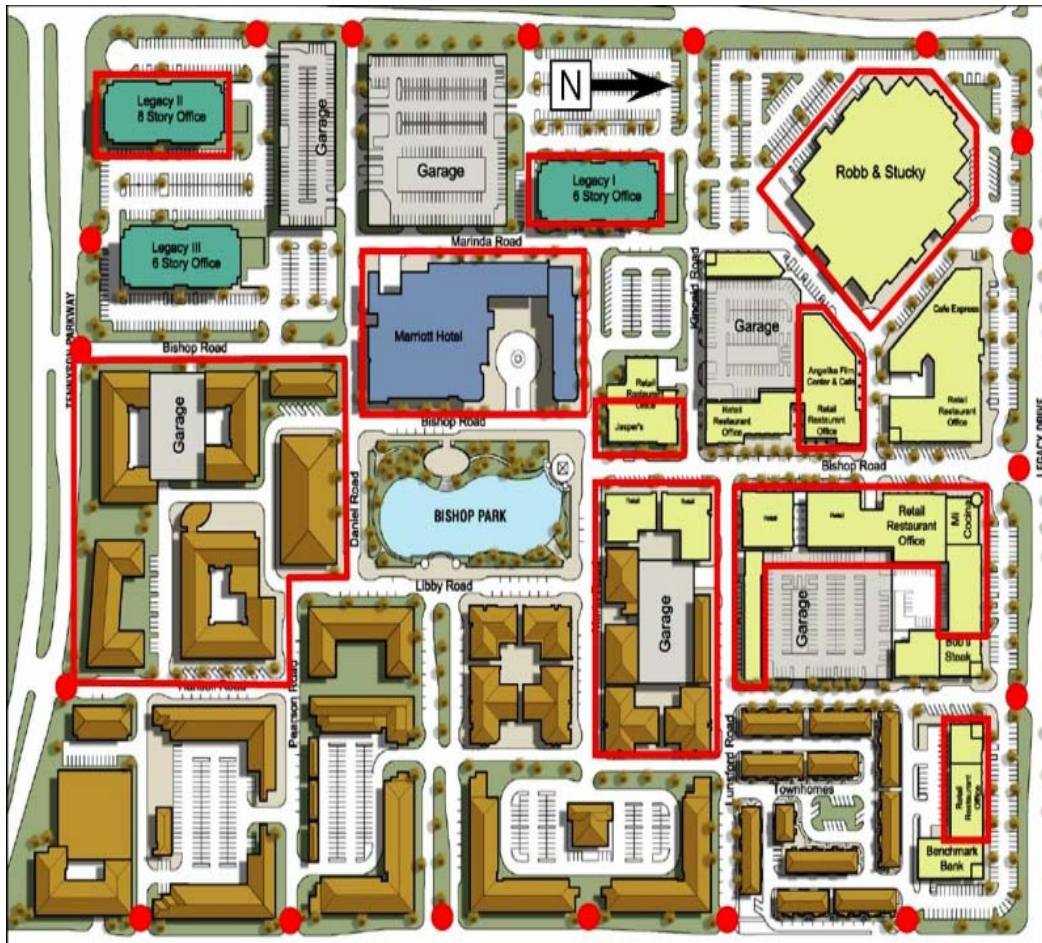 Legacy II
8 Story Office
Garage
Garage
N
Legacy I
6 Story Office
Robb & Stucky
Legacy III
6 Story Office
Marinda Road
Kincaid Road
TENNYSON PARKWAY
Bishop Road
Marriott Hotel
Garage
Cafe Express
Angelika Film
Center & Cafe
Retail
Restaurant
Office
Jasper's
Retail
Restaurant
Office
Retail
Restaurant
Office
Retail
Restaurant
Office
Bishop Road
Bishop Road
LEGACY DRIVE
Garage
Daniel Road
BISHOP PARK
Libby Road
Retail
Retail
Garage
Retail
Retail
Retail
Restaurant
Office
Mi
Cocina
Garage
Bob's
Steak
Pearson Road
Townhomes
Retail
Restaurant
Office
Benchmark
Bank